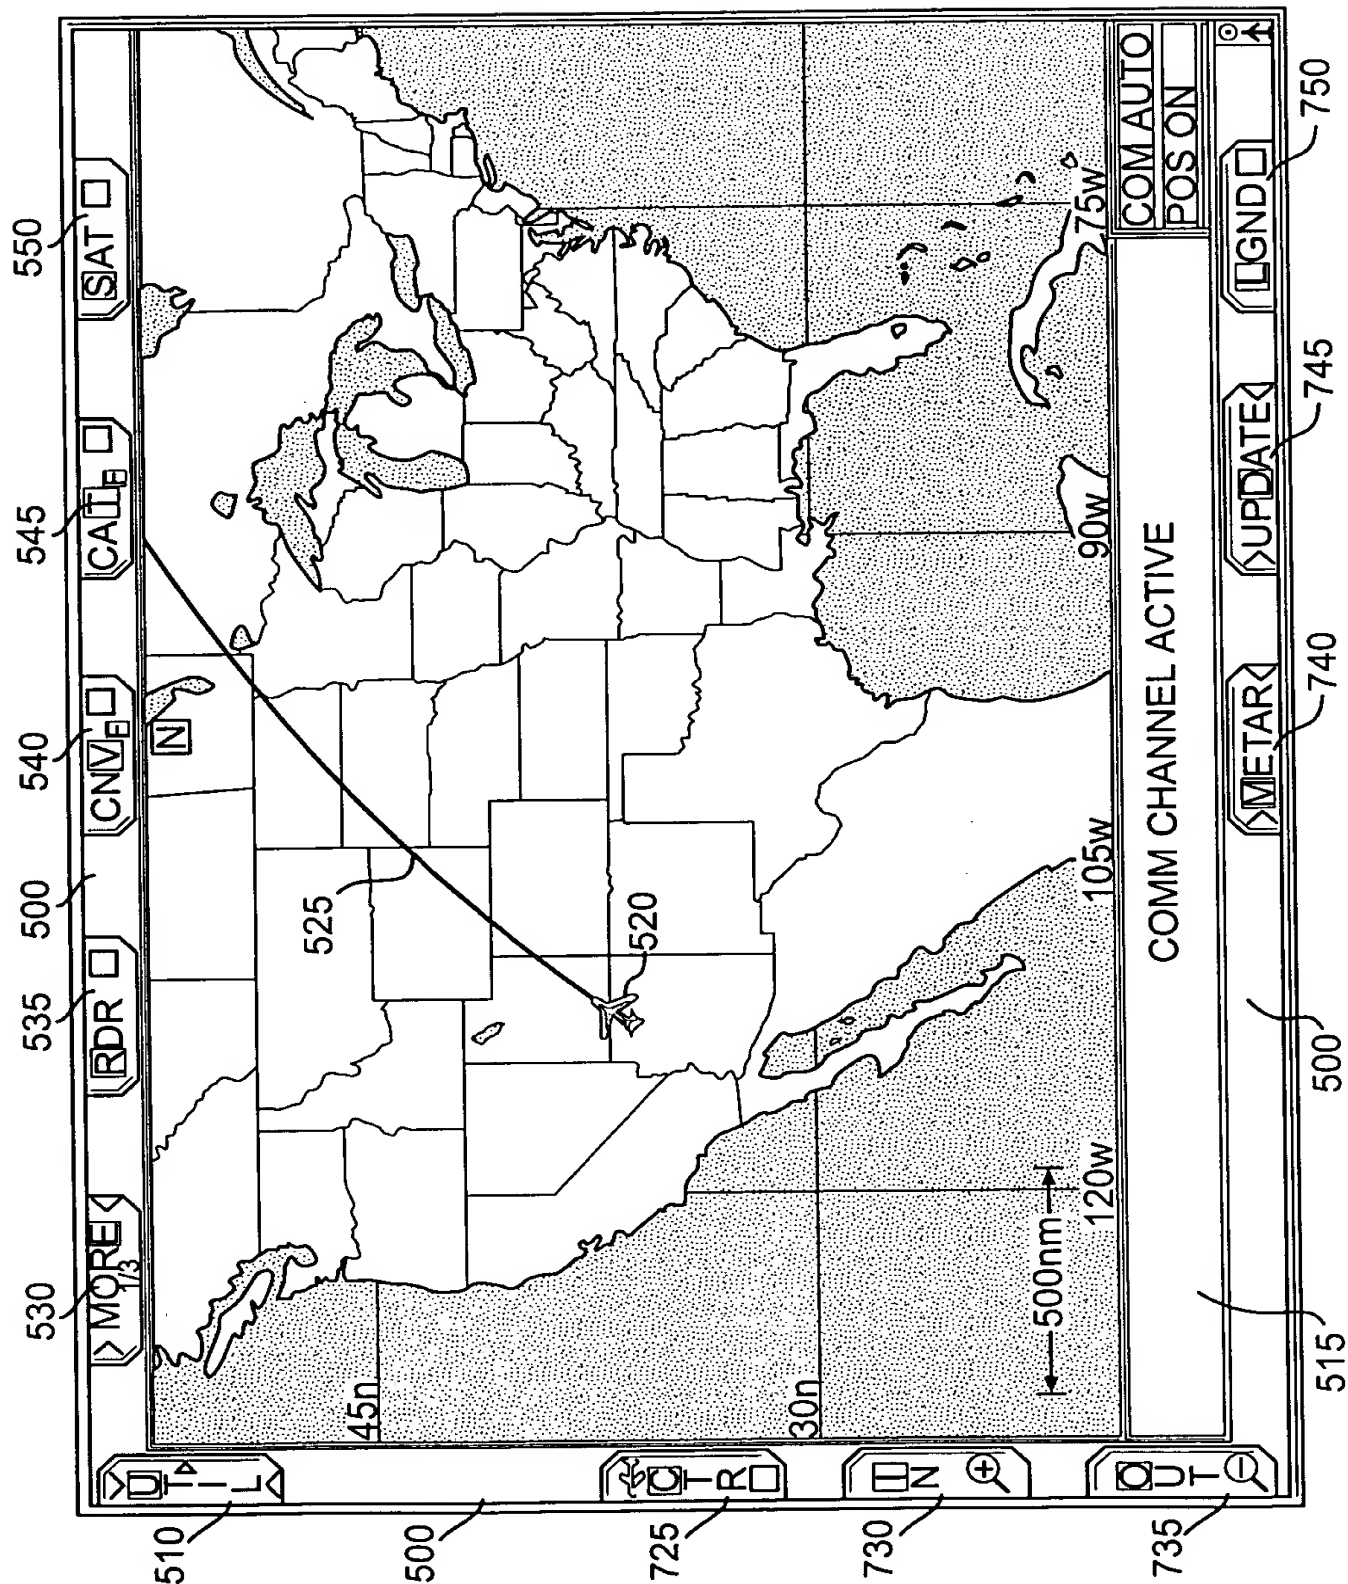 530
535
500
540
545
550
>MORE<
1/3
RDR
CNV
F
CAT
F
SAT
510
>UTIL<
500
725
CTR
730
IN
735
OUT
N
525
520
45n
30n
500nm
120w
105w
90w
75w
COMM CHANNEL ACTIVE
COM AUTO
POS ON
>METAR<
>UPDATE<
LGND
515
500
740
745
750